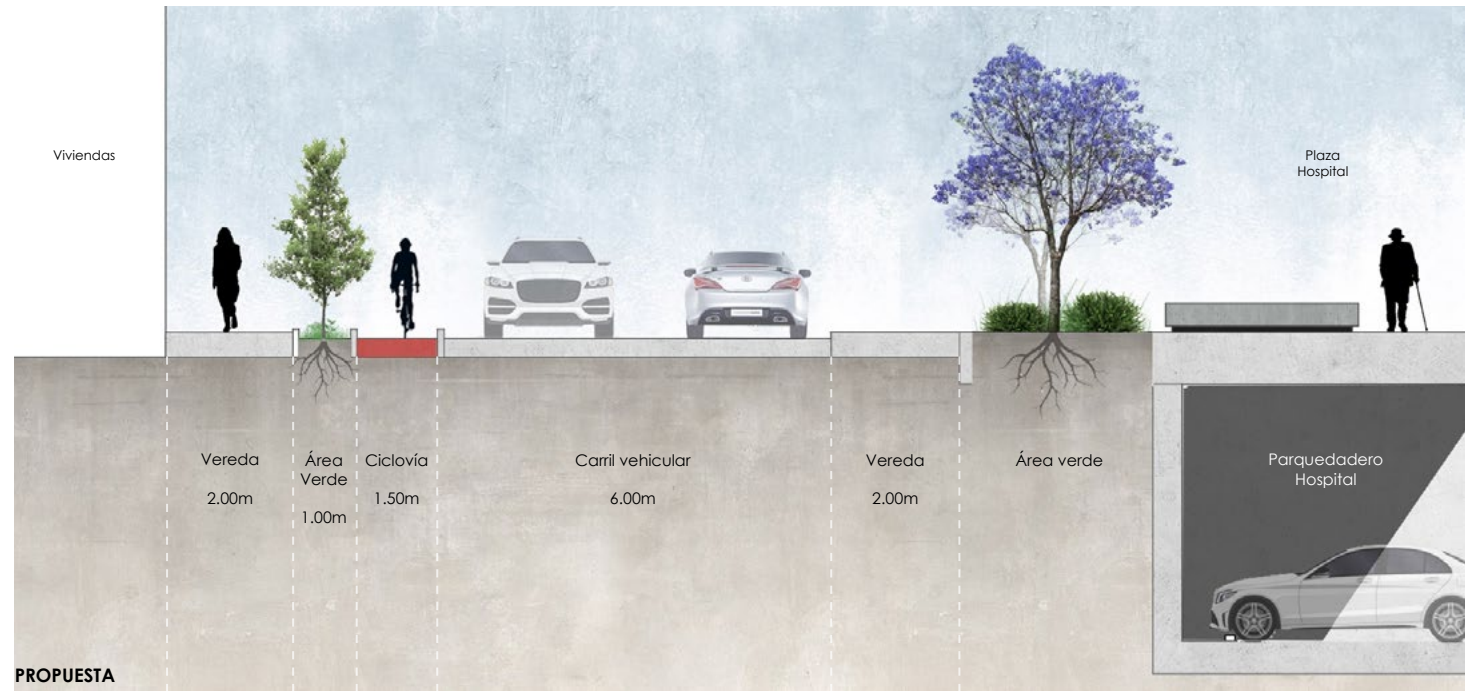 Viviendas
Plaza
Hospital
Vereda
2.00m
Área
Verde
1.00m
Ciclovía
1.50m
Carril vehicular
6.00m
Vereda
2.00m
Área verde
Parquedadero
Hospital
PROPUESTA